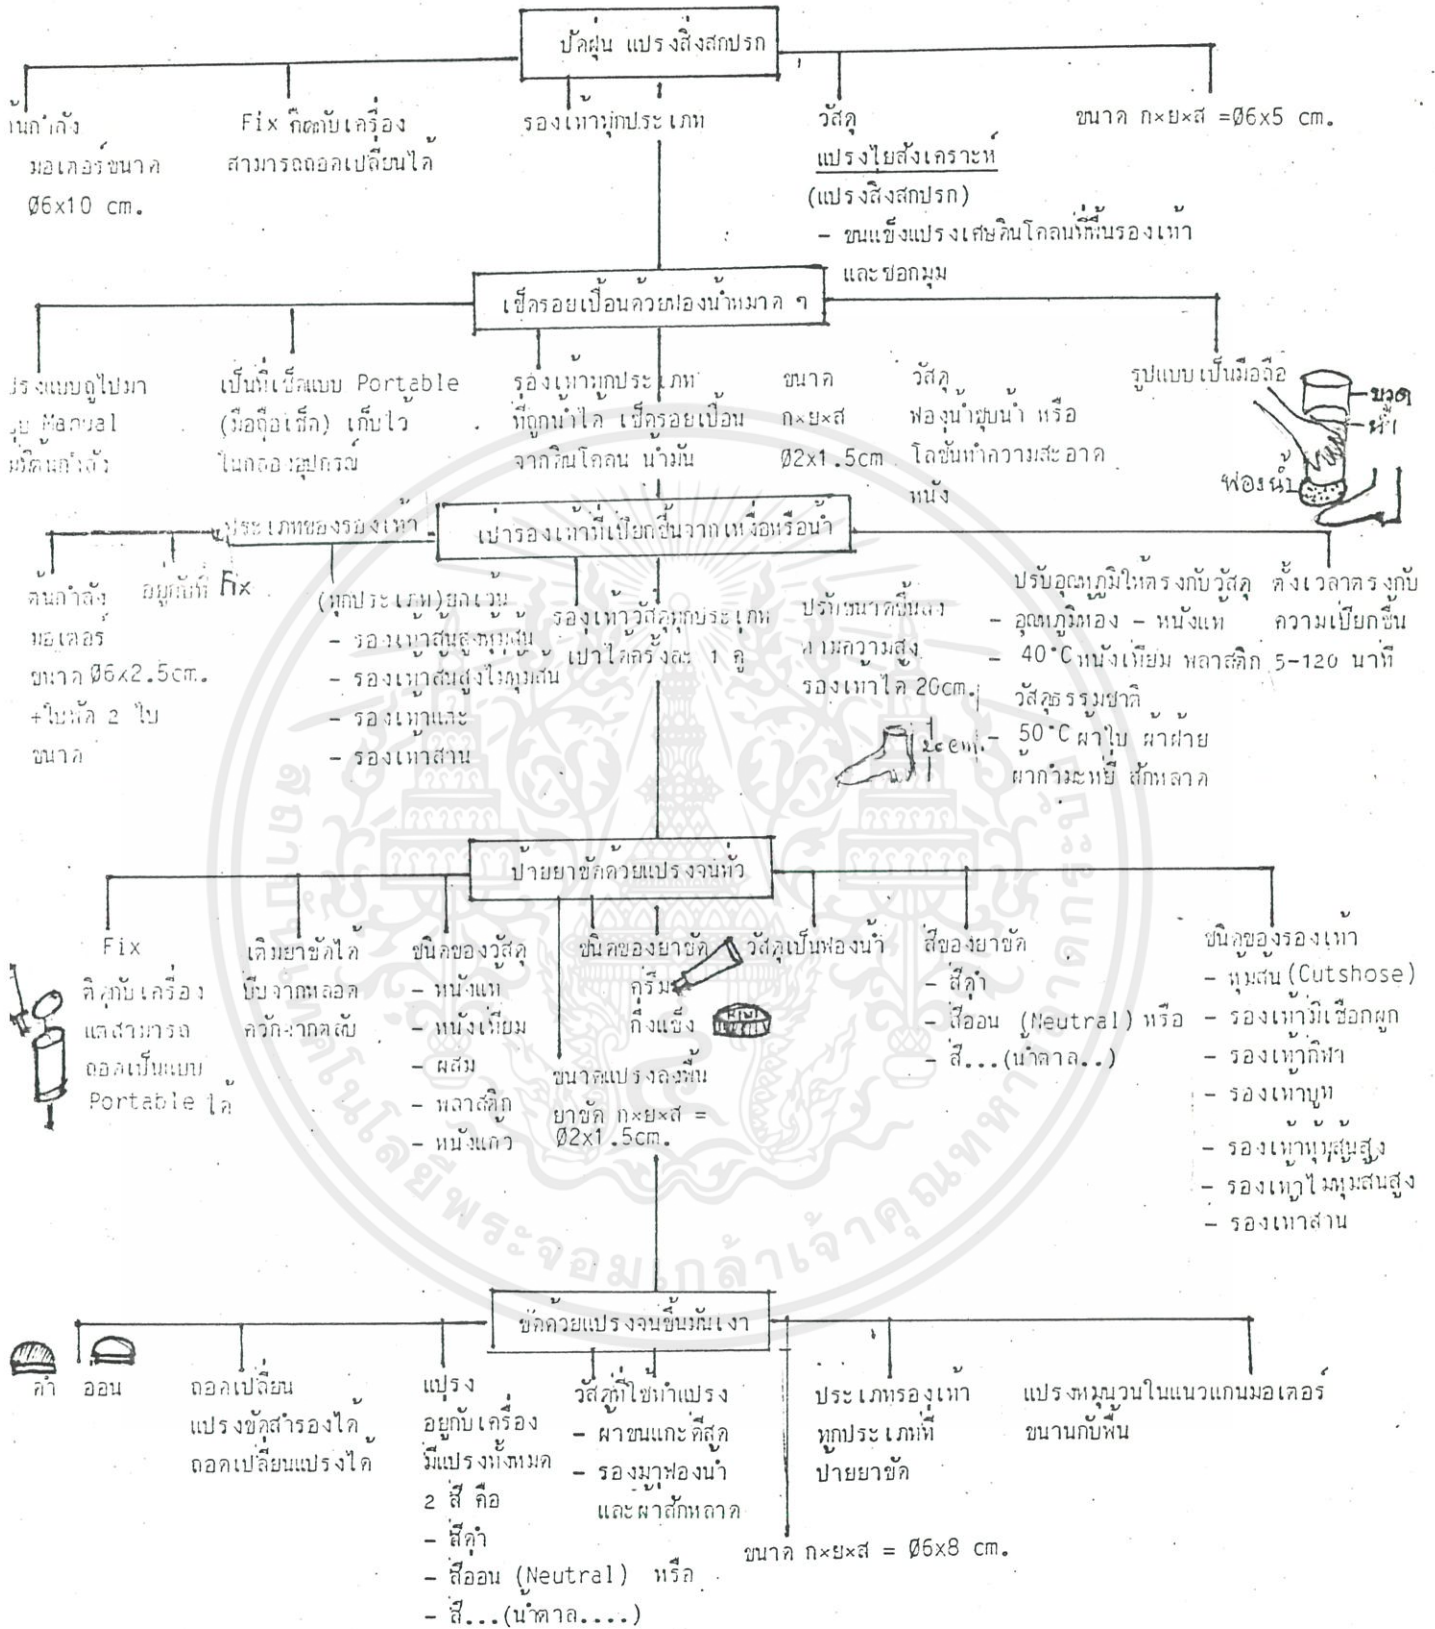 ปัดฝุ่น แปรงสิ่งสกปรก
ต้นกำลัง
มอเตอร์ขนาด
Ø6x10 cm.
Fix ติดกับเครื่อง
สามารถถอดเปลี่ยนได้
รองเท้าทุกประเภท
วัสดุ
แปรงไยสังเคราะห์
(แปรงสิ่งสกปรก)
- ขนแข็งแปรงเศษดินโคลนที่พื้นรองเท้า
และซอกมุม
ขนาด ก×ย×ส =Ø6x5 cm.
เช็ดรอยเปื้อนด้วยฟองน้ำหมาด ๆ
แบบถูไปมา
Manual
เป็นที่เช็ดแบบ Portable
(มือถือเช็ด) เก็บไว้
ในกล่องอุปกรณ์
รองเท้าทุกประเภท
ที่ถูกน้ำได้ เช็ดรอยเปื้อน
จากดินโคลน น้ำมัน
ขนาด
ก×ย×ส
Ø2x1.5cm
วัสดุ
ฟองน้ำชุบน้ำ หรือ
โลชั่นทำความสะอาด
หนัง
รูปแบบเป็นมือถือ
ขวด
น้ำ
ฟองน้ำ
เป่ารองเท้าที่เปียกชื้นจากเหงื่อหรือน้ำ
ต้นกำลัง
มอเตอร์
ขนาด Ø6x2.5cm.
+ใบพัด 2 ใบ
ขนาด
อยู่กับที่ Fix
ประเภทของรองเท้า
(ทุกประเภท)ยกเว้น
- รองเท้าส้นสูงหุ้มส้น
- รองเท้าส้นสูงไม่หุ้มส้น
- รองเท้าแตะ
- รองเท้าสาน
รองเท้าวัสดุทุกประเภท
เป่าได้ครั้งละ 1 คู่
ปรับขนาดขึ้นลง
ตามความสูง
รองเท้าได้ 20cm.
20cm.
ปรับอุณหภูมิให้ตรงกับวัสดุ
- อุณหภูมิห้อง - หนังแท้
- 40°C หนังเทียม พลาสติก
วัสดุธรรมชาติ
- 50°C ผ้าใบ ผ้าฝ้าย
ผ้ากำมะหยี่ สักหลาด
ตั้งเวลาตรงกับ
ความเปียกชื้น
5-120 นาที
ป้ายยาขัดด้วยแปรงจนทั่ว
Fix
ติดกับเครื่อง
แต่สามารถ
ถอดเป็นแบบ
Portable ได้
เติมยาขัดได้
บีบจากหลอด
ควักจากตลับ
ชนิดของวัสดุ
- หนังแท้
- หนังเทียม
- ผสม
- พลาสติก
- หนังแก้ว
ชนิดของยาขัด
ครีม
กึ่งแข็ง
ขนาดแปรงลงพื้น
ยาขัด ก×ย×ส =
Ø2x1.5cm.
วัสดุเป็นฟองน้ำ
สีของยาขัด
- สีดำ
- สีออน (Neutral) หรือ
- สี...(น้ำตาล..)
ชนิดของรองเท้า
- หุ้มส้น (Cutshose)
- รองเท้ามีเชือกผูก
- รองเท้ากีฬา
- รองเท้าบูท
- รองเท้าหุ้มส้นสูง
- รองเท้าไม่หุ้มส้นสูง
- รองเท้าสาน
ขัดด้วยแปรงจนขึ้นมันเงา
ดำ ออน
ถอดเปลี่ยน
แปรงขัดสำรองได้
ถอดเปลี่ยนแปรงได้
แปรง
อยู่กับเครื่อง
มีแปรงทั้งหมด
2 สี คือ
- สีดำ
- สีออน (Neutral) หรือ
- สี...(น้ำตาล....)
วัสดุที่ใช้ทำแปรง
- ผ้าขนแกะดีสุด
- รองมาฟองน้ำ
และผ้าสักหลาด
ขนาด ก×ย×ส = Ø6x8 cm.
ประเภทรองเท้า
ทุกประเภทที่
ป้ายยาขัด
แปรงหมุนวนในแนวแกนมอเตอร์
ขนานกับพื้น
สถาบันเทคโนโลยีพระจอมเกล้าเจ้าคุณทหารลาดกระบัง